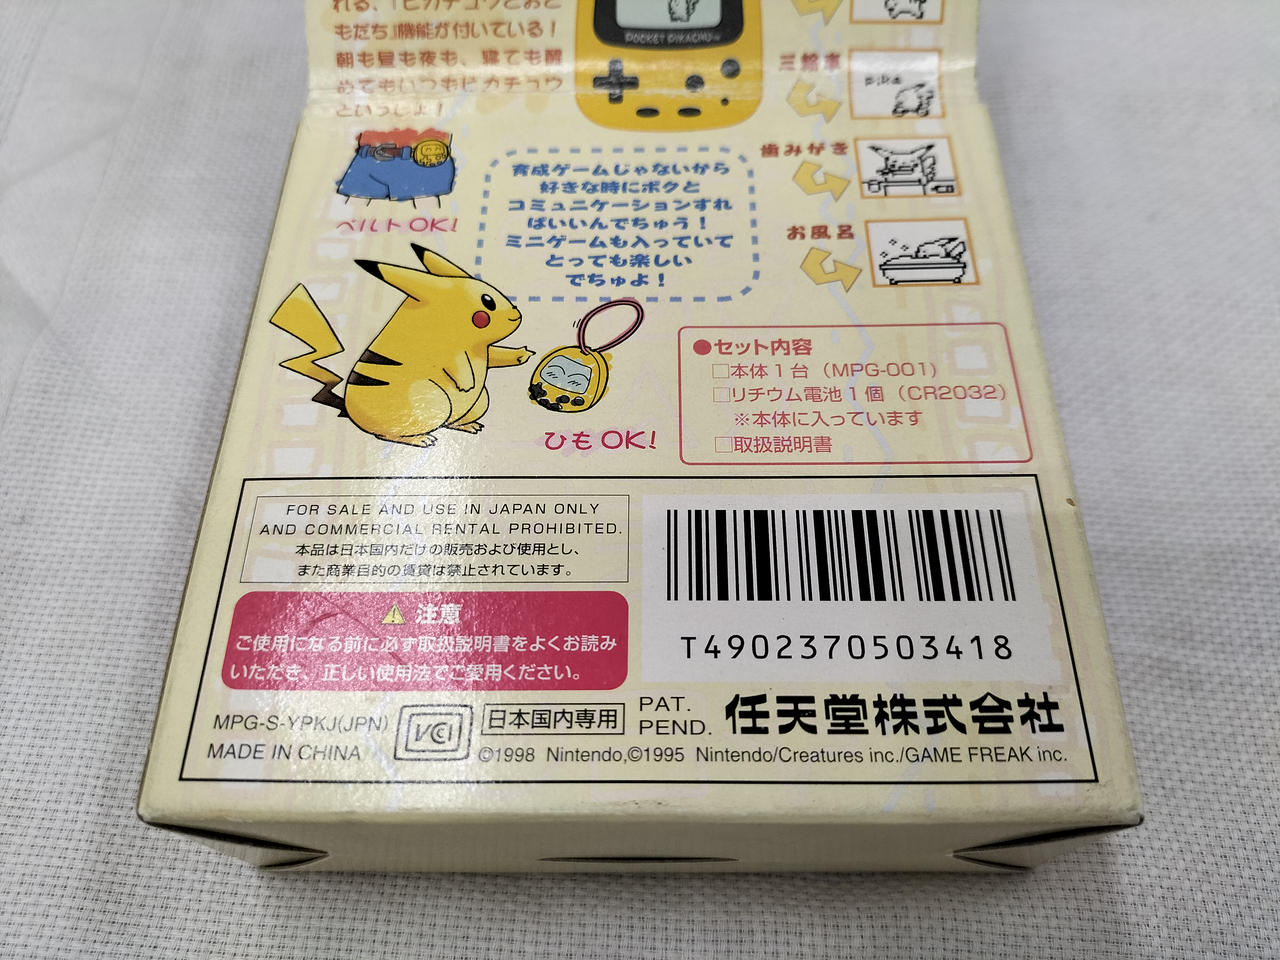 れる、「ピカチュウとおと
もだち」機能が付いている！
朝も昼も夜も、寝ても醒
めてもいつもピカチュウ
といっしょ！
POCKET PIKACHU
三輪車
pika
歯みがき
お風呂
ベルトOK!
育成ゲームじゃないから
好きな時にボクと
コミュニケーションすれ
ばいいんでちゅう！
ミニゲームも入っていて
とっても楽しい
でちゅよ！
ひもOK!
●セット内容
□本体1台（MPG-001）
□リチウム電池1個（CR2032）
※本体に入っています
□取扱説明書
FOR SALE AND USE IN JAPAN ONLY
AND COMMERCIAL RENTAL PROHIBITED.
本品は日本国内だけの販売および使用とし、
また商業目的の賃貸は禁止されています。
⚠ 注意
ご使用になる前に必ず取扱説明書をよくお読み
いただき、正しい使用法でご愛用ください。
T4902370503418
MPG-S-YPKJ(JPN)
MADE IN CHINA
VCI
日本国内専用
PAT.
PEND.
任天堂株式会社
©1998 Nintendo,©1995 Nintendo/Creatures inc./GAME FREAK inc.